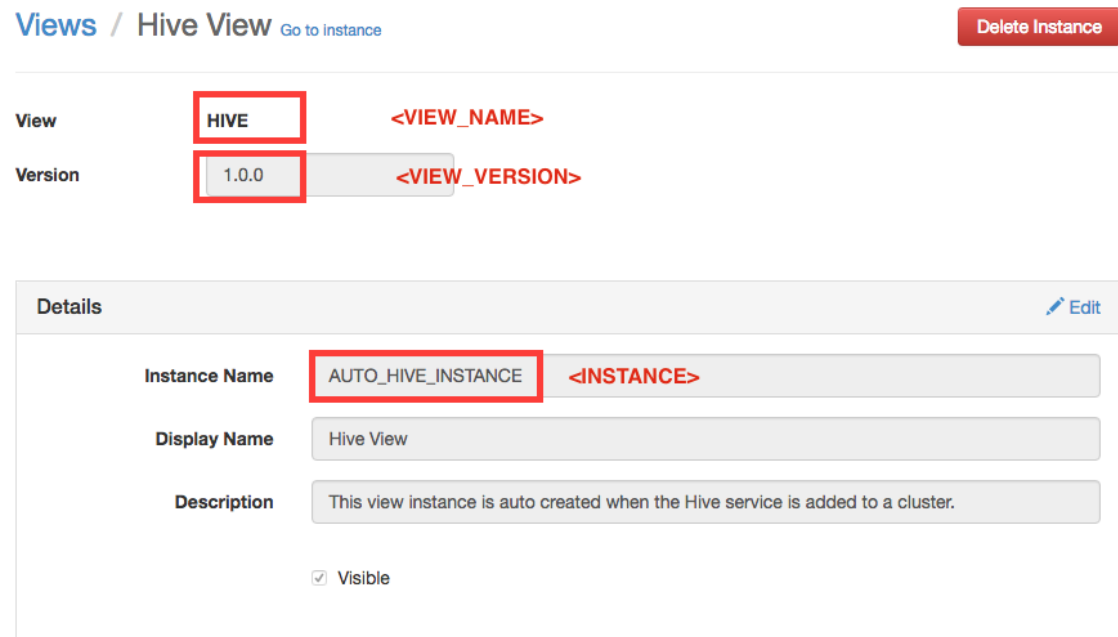 Views / Hive View Go to instance
Delete Instance
View HIVE <VIEW_NAME>
Version 1.0.0 <VIEW_VERSION>
Details
Edit
Instance Name AUTO_HIVE_INSTANCE <INSTANCE>
Display Name Hive View
Description This view instance is auto created when the Hive service is added to a cluster.
Visible